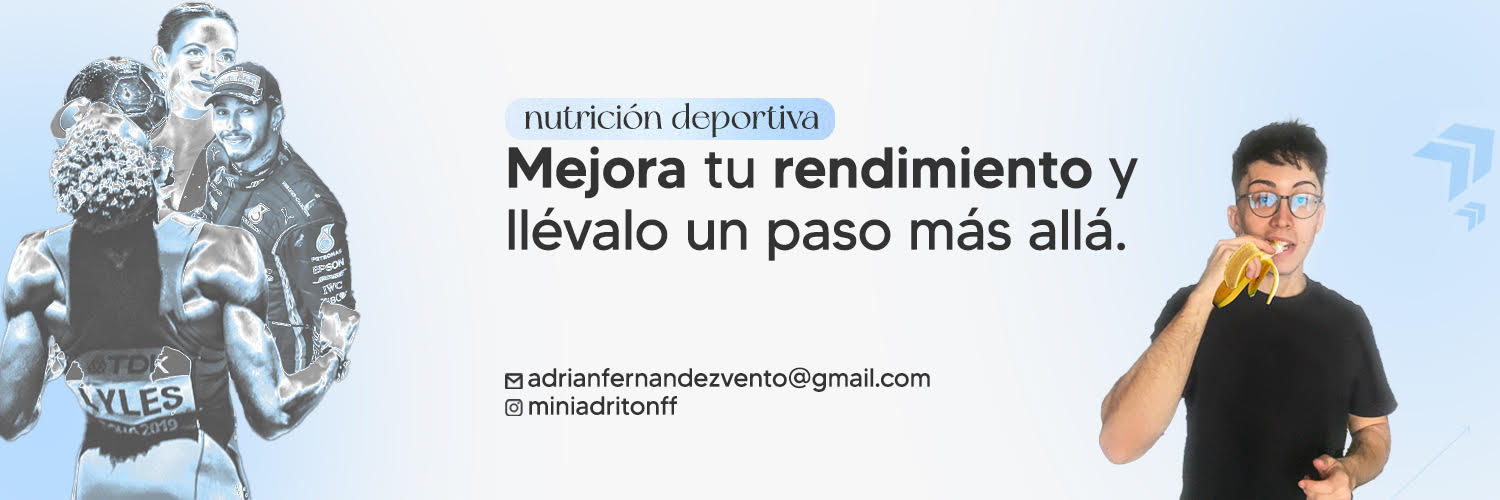 nutrición deportiva
Mejora tu rendimiento y
llévalo un paso más allá.
adrianfernandezvento@gmail.com
miniadritonff
PETRONAS
EPSON
IWC
TDK
LYLES
2019